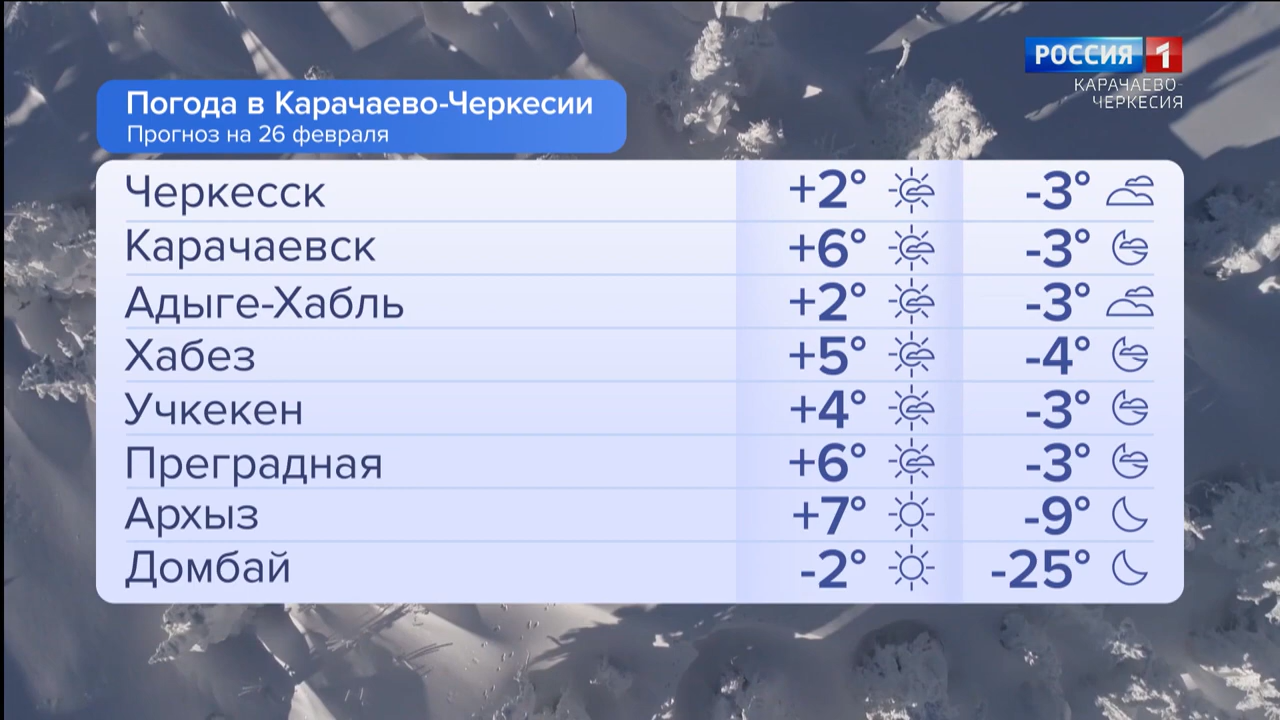 РОССИЯ 1
КАРАЧАЕВО-
ЧЕРКЕСИЯ
Погода в Карачаево-Черкесии
Прогноз на 26 февраля
Черкесск +2° -3°
Карачаевск +6° -3°
Адыге-Хабль +2° -3°
Хабез +5° -4°
Учкекен +4° -3°
Преградная +6° -3°
Архыз +7° -9°
Домбай -2° -25°